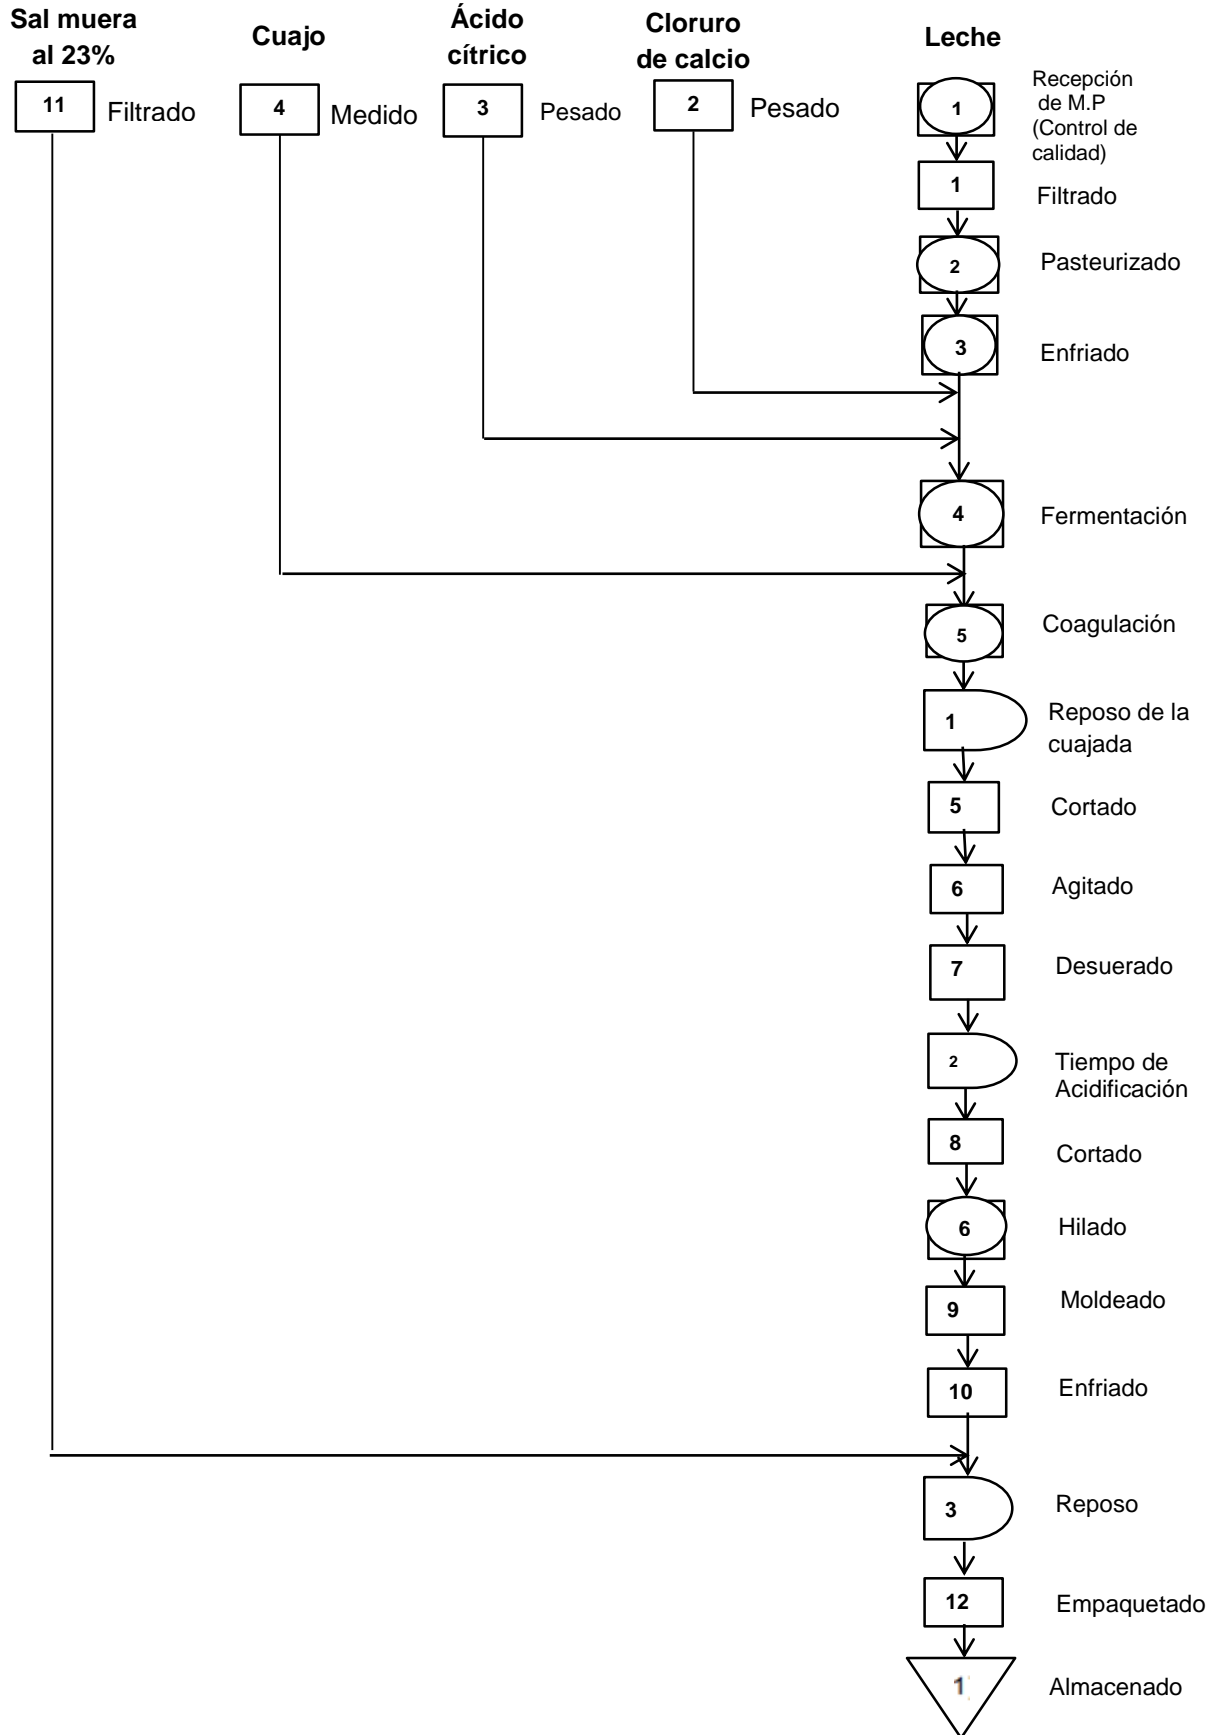 Sal muera
al 23%
Cuajo
Ácido
cítrico
Cloruro
de calcio
Leche
11 Filtrado
4 Medido
3 Pesado
2 Pesado
1
Recepción
de M.P
(Control de
calidad)
1 Filtrado
2 Pasteurizado
3 Enfriado
4 Fermentación
5 Coagulación
1
Reposo de la
cuajada
5 Cortado
6 Agitado
7 Desuerado
2
Tiempo de
Acidificación
8 Cortado
6 Hilado
9 Moldeado
10 Enfriado
3 Reposo
12 Empaquetado
1 Almacenado